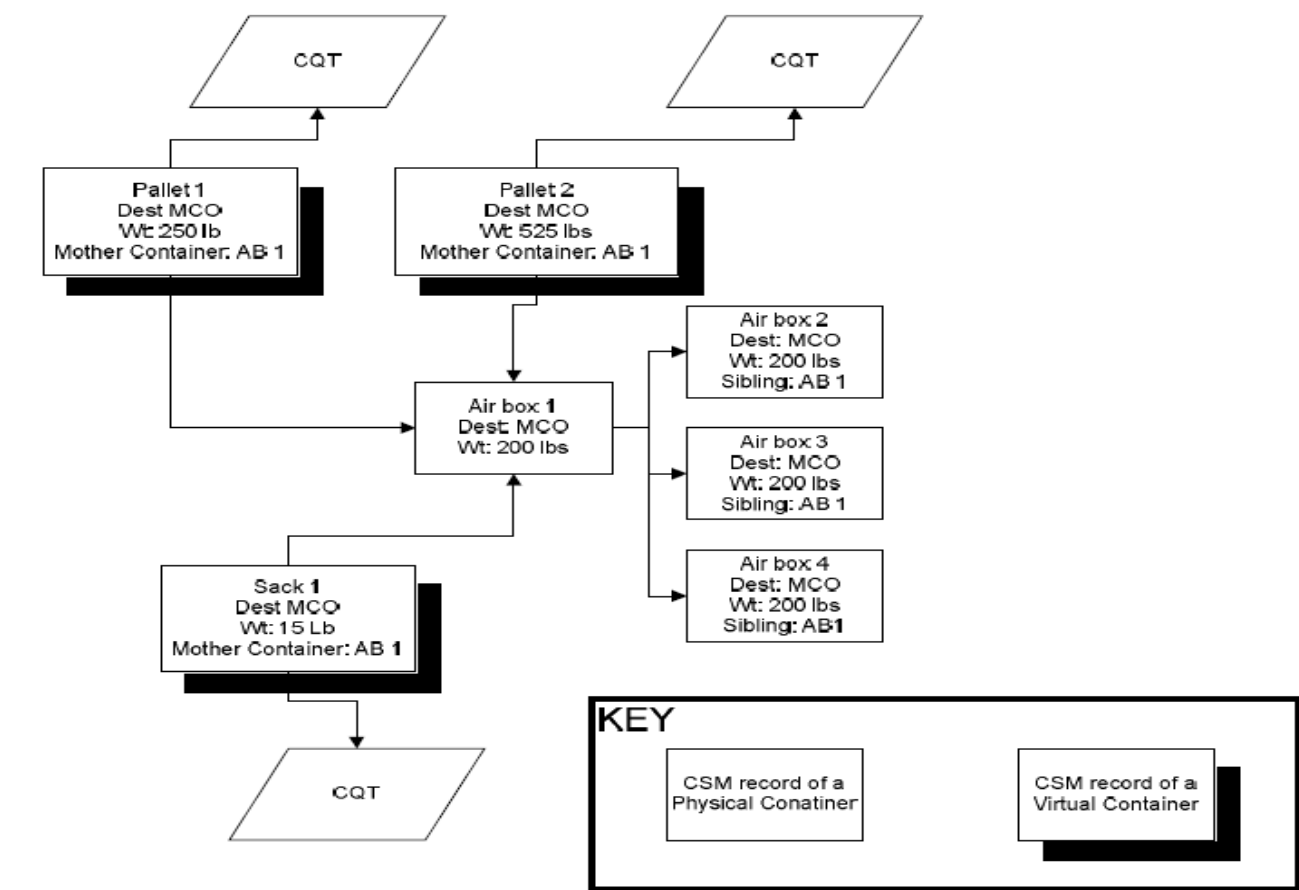 CQT
CQT
Pallet 1
Dest MCO
Wt: 250 lb
Mother Container: AB 1
Pallet 2
Dest MCO
Wt: 525 lbs
Mother Container: AB 1
Air box 2
Dest: MCO
Wt: 200 lbs
Sibling: AB 1
Air box 1
Dest: MCO
Wt: 200 lbs
Air box 3
Dest: MCO
Wt: 200 lbs
Sibling: AB 1
Air box 4
Dest: MCO
Wt: 200 lbs
Sibling: AB1
Sack 1
Dest MCO
Wt: 15 Lb
Mother Container: AB 1
CQT
KEY
CSM record of a
Physical Conatiner
CSM record of a
Virtual Container